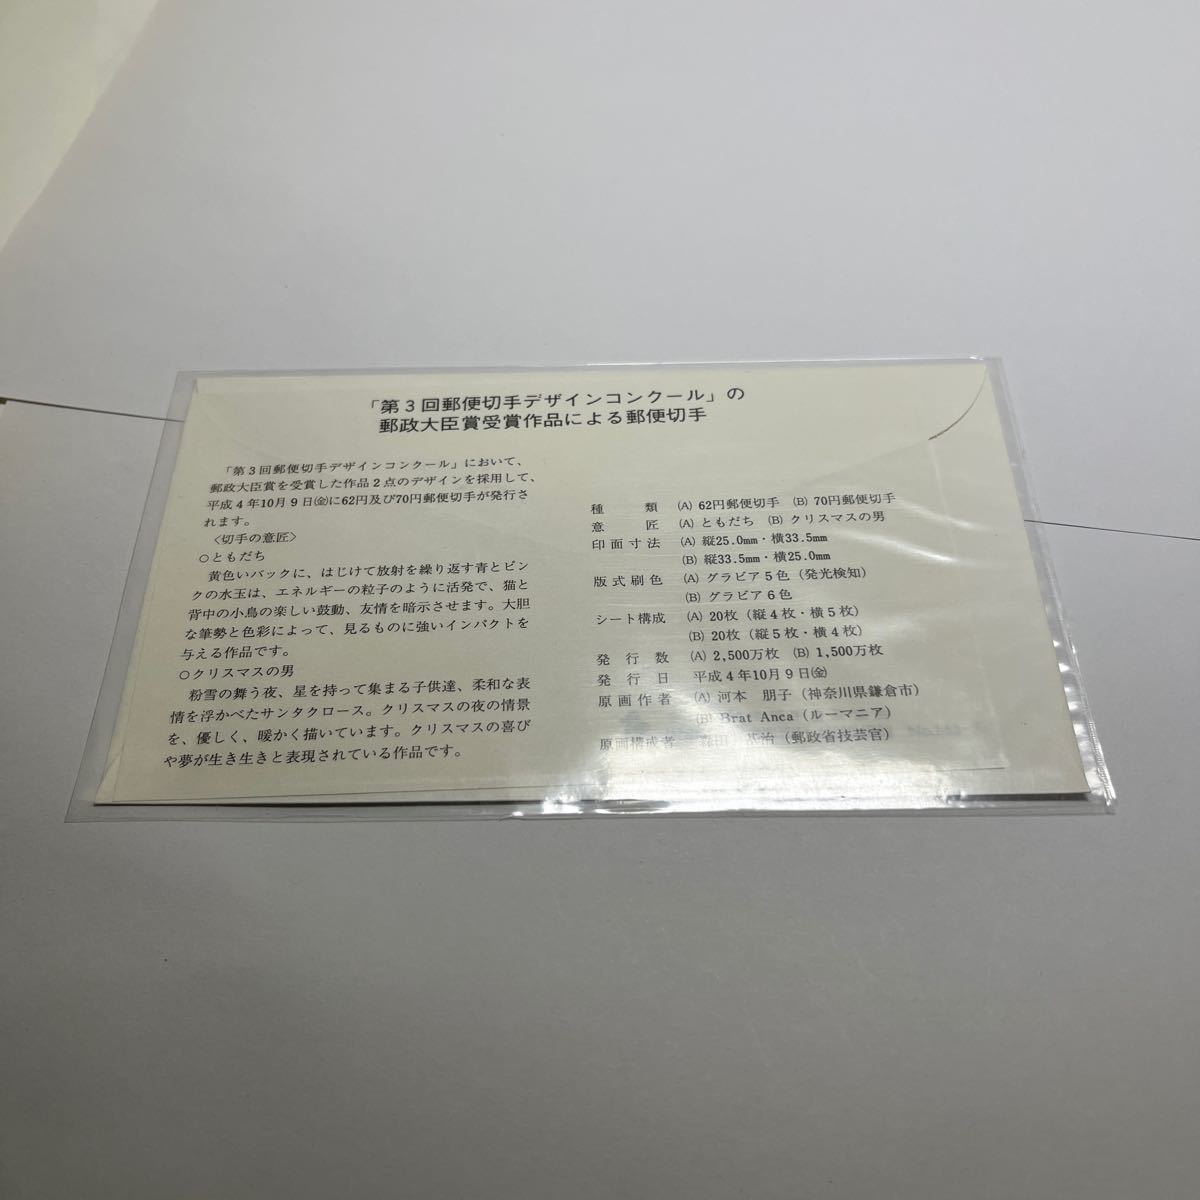 「第3回郵便切手デザインコンクール」の
郵政大臣賞受賞作品による郵便切手
「第3回郵便切手デザインコンクール」において、
郵政大臣賞を受賞した作品2点のデザインを採用して、
平成4年10月9日㈮に62円及び70円郵便切手が発行さ
れます。
〈切手の意匠〉
○ともだち
黄色いバックに、はじけて放射を繰り返す青とピン
クの水玉は、エネルギーの粒子のように活発で、猫と
背中の小鳥の楽しい鼓動、友情を暗示させます。大胆
な筆勢と色彩によって、見るものに強いインパクトを
与える作品です。
○クリスマスの男
粉雪の舞う夜、星を持って集まる子供達、柔和な表
情を浮かべたサンタクロース。クリスマスの夜の情景
を、優しく、暖かく描いています。クリスマスの喜び
や夢が生き生きと表現されている作品です。
種類 (A) 62円郵便切手 (B) 70円郵便切手
意匠 (A) ともだち (B) クリスマスの男
印面寸法 (A) 縦25.0mm・横33.5mm
(B) 縦33.5mm・横25.0mm
版式刷色 (A) グラビア5色（発光検知）
(B) グラビア6色
シート構成 (A) 20枚（縦4枚・横5枚）
(B) 20枚（縦5枚・横4枚）
発行数 (A) 2,500万枚 (B) 1,500万枚
発行日 平成4年10月9日㈮
原画作者 (A) 河本 朋子（神奈川県鎌倉市）
(B) Brat Anca（ルーマニア）
原画構成者 森田 基治（郵政省技芸官）